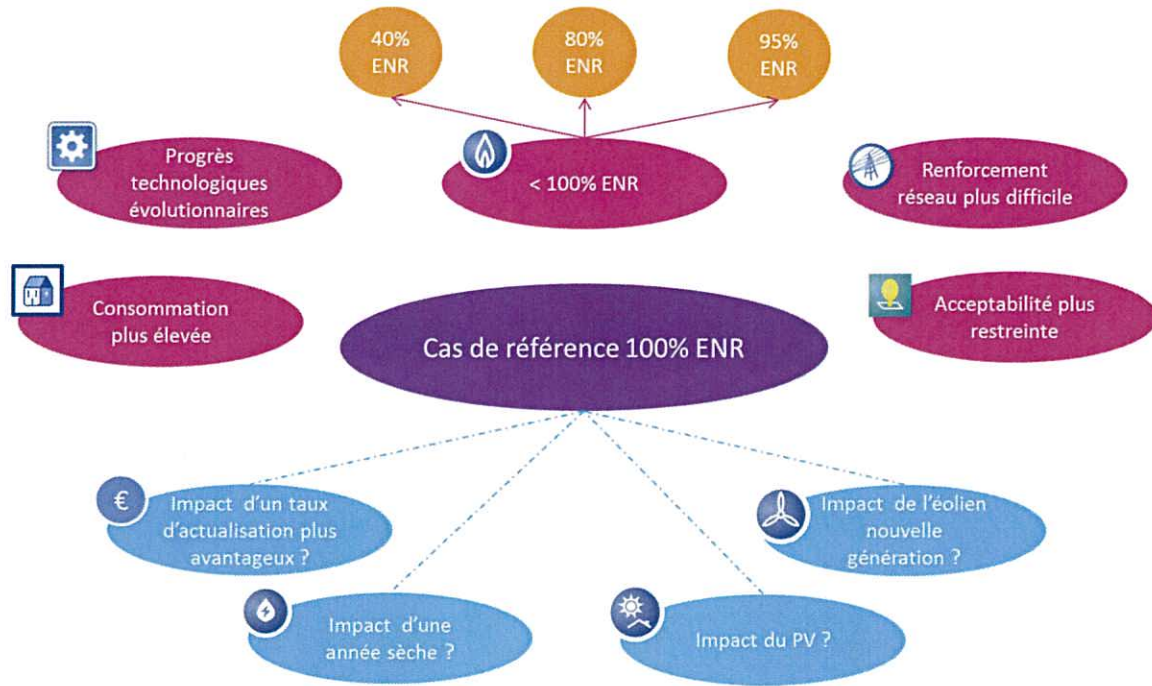 40%
ENR
80%
ENR
95%
ENR
Progrès
technologiques
évolutionnaires
< 100% ENR
Renforcement
réseau plus difficile
Consommation
plus élevée
Cas de référence 100% ENR
Acceptabilité plus
restreinte
€
Impact d'un taux
d'actualisation plus
avantageux ?
Impact de l'éolien
nouvelle
génération ?
Impact d'une
année sèche ?
Impact du PV ?